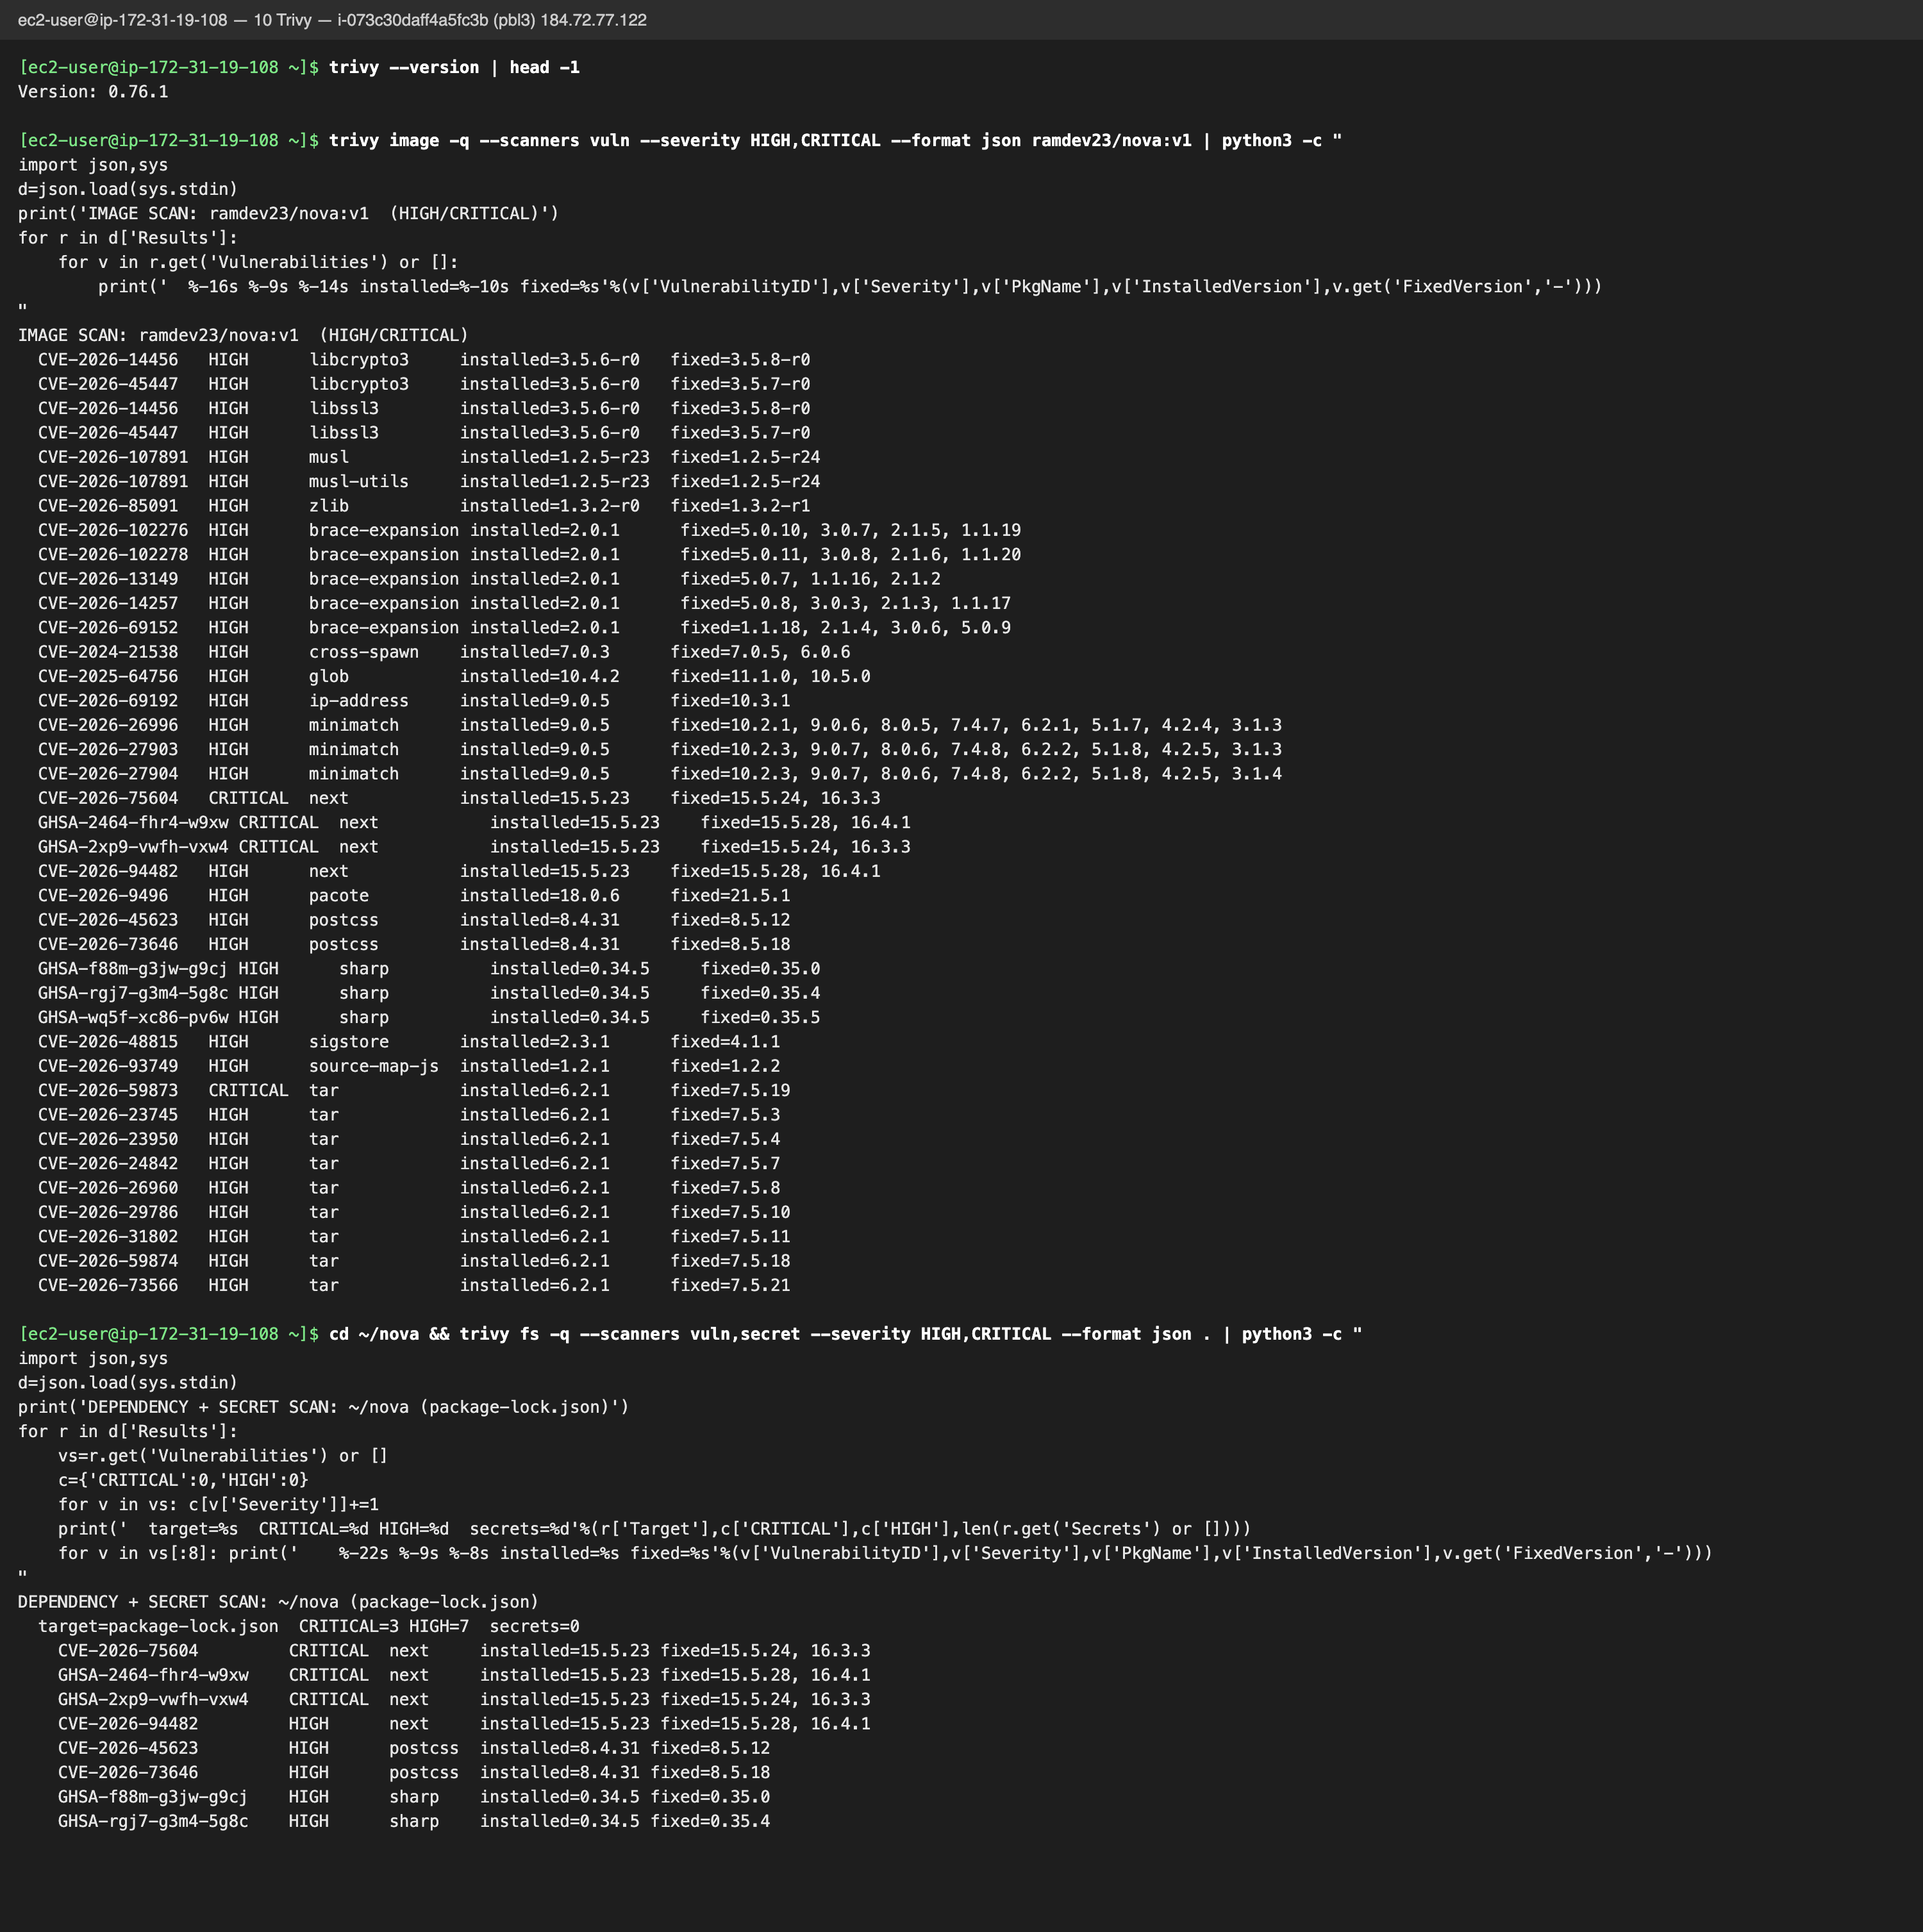 ec2-user@ip-172-31-19-108 — 10 Trivy — i-073c30daff4a5fc3b (pbl3) 184.72.77.122
[ec2-user@ip-172-31-19-108 ~]$ trivy --version | head -1
Version: 0.76.1
[ec2-user@ip-172-31-19-108 ~]$ trivy image -q --scanners vuln --severity HIGH,CRITICAL --format json ramdev23/nova:v1 | python3 -c "
import json,sys
d=json.load(sys.stdin)
print('IMAGE SCAN: ramdev23/nova:v1  (HIGH/CRITICAL)')
for r in d['Results']:
    for v in r.get('Vulnerabilities') or []:
        print('  %-16s %-9s %-14s installed=%-10s fixed=%s'%(v['VulnerabilityID'],v['Severity'],v['PkgName'],v['InstalledVersion'],v.get('FixedVersion','-')))
"
IMAGE SCAN: ramdev23/nova:v1  (HIGH/CRITICAL)
  CVE-2026-14456   HIGH      libcrypto3     installed=3.5.6-r0   fixed=3.5.8-r0
  CVE-2026-45447   HIGH      libcrypto3     installed=3.5.6-r0   fixed=3.5.7-r0
  CVE-2026-14456   HIGH      libssl3        installed=3.5.6-r0   fixed=3.5.8-r0
  CVE-2026-45447   HIGH      libssl3        installed=3.5.6-r0   fixed=3.5.7-r0
  CVE-2026-107891  HIGH      musl           installed=1.2.5-r23  fixed=1.2.5-r24
  CVE-2026-107891  HIGH      musl-utils     installed=1.2.5-r23  fixed=1.2.5-r24
  CVE-2026-85091   HIGH      zlib           installed=1.3.2-r0   fixed=1.3.2-r1
  CVE-2026-102276  HIGH      brace-expansion installed=2.0.1      fixed=5.0.10, 3.0.7, 2.1.5, 1.1.19
  CVE-2026-102278  HIGH      brace-expansion installed=2.0.1      fixed=5.0.11, 3.0.8, 2.1.6, 1.1.20
  CVE-2026-13149   HIGH      brace-expansion installed=2.0.1      fixed=5.0.7, 1.1.16, 2.1.2
  CVE-2026-14257   HIGH      brace-expansion installed=2.0.1      fixed=5.0.8, 3.0.3, 2.1.3, 1.1.17
  CVE-2026-69152   HIGH      brace-expansion installed=2.0.1      fixed=1.1.18, 2.1.4, 3.0.6, 5.0.9
  CVE-2024-21538   HIGH      cross-spawn    installed=7.0.3      fixed=7.0.5, 6.0.6
  CVE-2025-64756   HIGH      glob           installed=10.4.2     fixed=11.1.0, 10.5.0
  CVE-2026-69192   HIGH      ip-address     installed=9.0.5      fixed=10.3.1
  CVE-2026-26996   HIGH      minimatch      installed=9.0.5      fixed=10.2.1, 9.0.6, 8.0.5, 7.4.7, 6.2.1, 5.1.7, 4.2.4, 3.1.3
  CVE-2026-27903   HIGH      minimatch      installed=9.0.5      fixed=10.2.3, 9.0.7, 8.0.6, 7.4.8, 6.2.2, 5.1.8, 4.2.5, 3.1.3
  CVE-2026-27904   HIGH      minimatch      installed=9.0.5      fixed=10.2.3, 9.0.7, 8.0.6, 7.4.8, 6.2.2, 5.1.8, 4.2.5, 3.1.4
  CVE-2026-75604   CRITICAL  next           installed=15.5.23    fixed=15.5.24, 16.3.3
  GHSA-2464-fhr4-w9xw CRITICAL  next           installed=15.5.23    fixed=15.5.28, 16.4.1
  GHSA-2xp9-vwfh-vxw4 CRITICAL  next           installed=15.5.23    fixed=15.5.24, 16.3.3
  CVE-2026-94482   HIGH      next           installed=15.5.23    fixed=15.5.28, 16.4.1
  CVE-2026-9496    HIGH      pacote         installed=18.0.6     fixed=21.5.1
  CVE-2026-45623   HIGH      postcss        installed=8.4.31     fixed=8.5.12
  CVE-2026-73646   HIGH      postcss        installed=8.4.31     fixed=8.5.18
  GHSA-f88m-g3jw-g9cj HIGH      sharp          installed=0.34.5     fixed=0.35.0
  GHSA-rgj7-g3m4-5g8c HIGH      sharp          installed=0.34.5     fixed=0.35.4
  GHSA-wq5f-xc86-pv6w HIGH      sharp          installed=0.34.5     fixed=0.35.5
  CVE-2026-48815   HIGH      sigstore       installed=2.3.1      fixed=4.1.1
  CVE-2026-93749   HIGH      source-map-js  installed=1.2.1      fixed=1.2.2
  CVE-2026-59873   CRITICAL  tar            installed=6.2.1      fixed=7.5.19
  CVE-2026-23745   HIGH      tar            installed=6.2.1      fixed=7.5.3
  CVE-2026-23950   HIGH      tar            installed=6.2.1      fixed=7.5.4
  CVE-2026-24842   HIGH      tar            installed=6.2.1      fixed=7.5.7
  CVE-2026-26960   HIGH      tar            installed=6.2.1      fixed=7.5.8
  CVE-2026-29786   HIGH      tar            installed=6.2.1      fixed=7.5.10
  CVE-2026-31802   HIGH      tar            installed=6.2.1      fixed=7.5.11
  CVE-2026-59874   HIGH      tar            installed=6.2.1      fixed=7.5.18
  CVE-2026-73566   HIGH      tar            installed=6.2.1      fixed=7.5.21
[ec2-user@ip-172-31-19-108 ~]$ cd ~/nova && trivy fs -q --scanners vuln,secret --severity HIGH,CRITICAL --format json . | python3 -c "
import json,sys
d=json.load(sys.stdin)
print('DEPENDENCY + SECRET SCAN: ~/nova (package-lock.json)')
for r in d['Results']:
    vs=r.get('Vulnerabilities') or []
    c={'CRITICAL':0,'HIGH':0}
    for v in vs: c[v['Severity']]+=1
    print('  target=%s  CRITICAL=%d HIGH=%d  secrets=%d'%(r['Target'],c['CRITICAL'],c['HIGH'],len(r.get('Secrets') or [])))
    for v in vs[:8]: print('    %-22s %-9s %-8s installed=%s fixed=%s'%(v['VulnerabilityID'],v['Severity'],v['PkgName'],v['InstalledVersion'],v.get('FixedVersion','-')))
"
DEPENDENCY + SECRET SCAN: ~/nova (package-lock.json)
  target=package-lock.json  CRITICAL=3 HIGH=7  secrets=0
    CVE-2026-75604         CRITICAL  next     installed=15.5.23 fixed=15.5.24, 16.3.3
    GHSA-2464-fhr4-w9xw    CRITICAL  next     installed=15.5.23 fixed=15.5.28, 16.4.1
    GHSA-2xp9-vwfh-vxw4    CRITICAL  next     installed=15.5.23 fixed=15.5.24, 16.3.3
    CVE-2026-94482         HIGH      next     installed=15.5.23 fixed=15.5.28, 16.4.1
    CVE-2026-45623         HIGH      postcss  installed=8.4.31 fixed=8.5.12
    CVE-2026-73646         HIGH      postcss  installed=8.4.31 fixed=8.5.18
    GHSA-f88m-g3jw-g9cj    HIGH      sharp    installed=0.34.5 fixed=0.35.0
    GHSA-rgj7-g3m4-5g8c    HIGH      sharp    installed=0.34.5 fixed=0.35.4